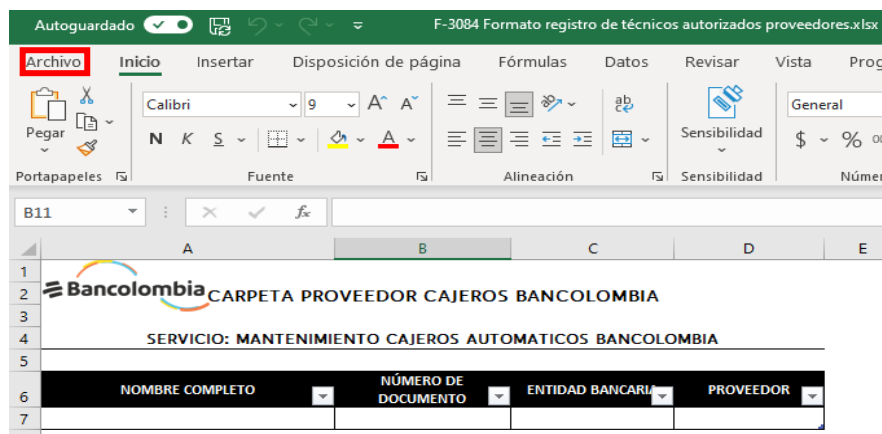 Autoguardado F-3084 Formato registro de técnicos autorizados proveedores.xlsx
Archivo Inicio Insertar Disposición de página Fórmulas Datos Revisar Vista Prog
Calibri 9 ab General
Pegar N K S A Sensibilidad $ %
Portapapeles Fuente Alineación Sensibilidad Númer
B11 fx
A B C D E
1
2 Bancolombia CARPETA PROVEEDOR CAJEROS BANCOLOMBIA
3
4 SERVICIO: MANTENIMIENTO CAJEROS AUTOMATICOS BANCOLOMBIA
5
6 NOMBRE COMPLETO NÚMERO DE DOCUMENTO ENTIDAD BANCARIA PROVEEDOR
7